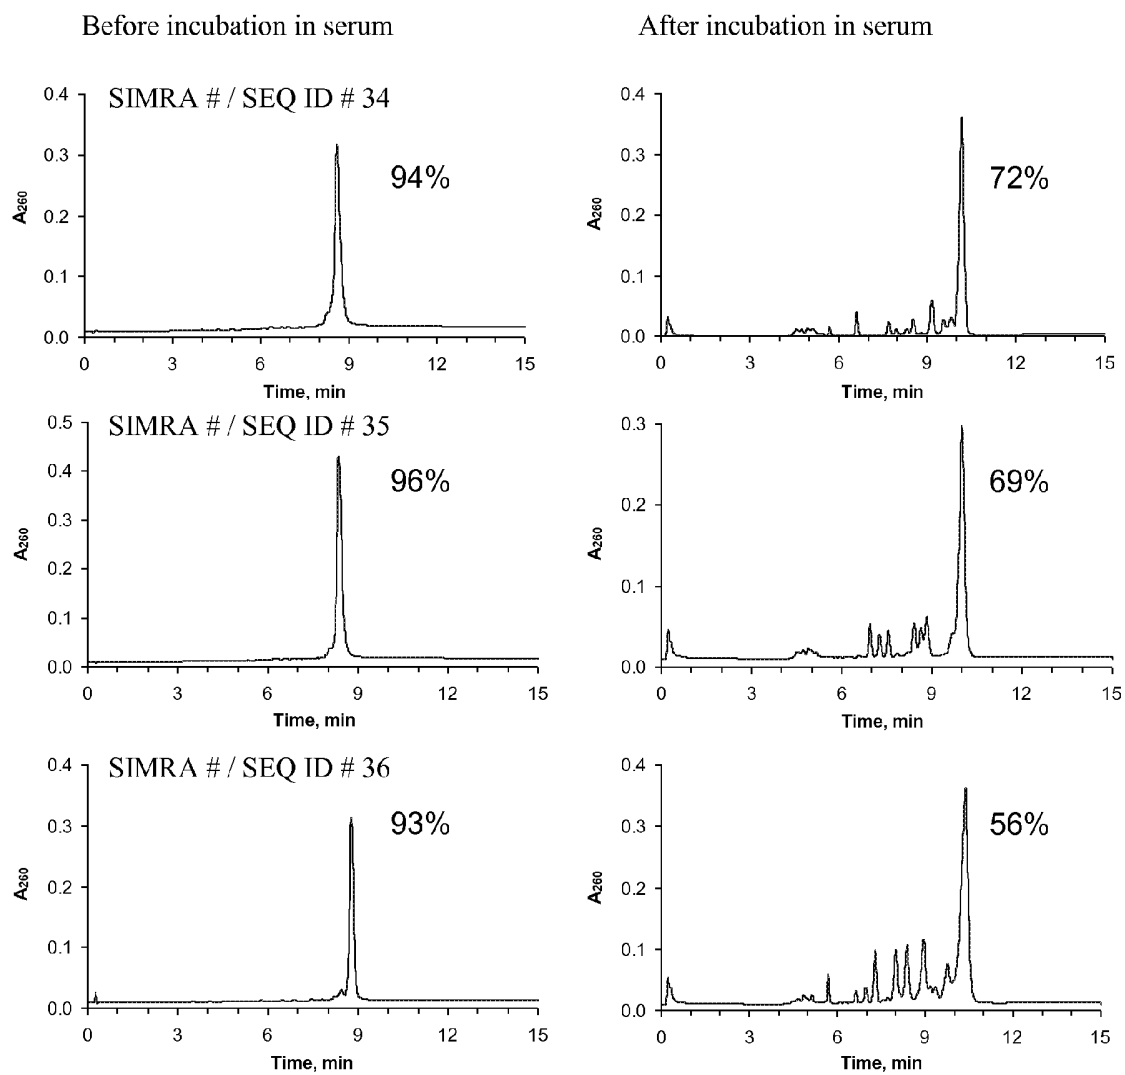 Before incubation in serum
After incubation in serum
SIMRA # / SEQ ID # 34
94%
A260
0.4
0.3
0.2
0.1
0.0
0 3 6 9 12 15
Time, min
72%
A260
0.4
0.3
0.2
0.1
0.0
0 3 6 9 12 15
Time, min
SIMRA # / SEQ ID # 35
96%
A260
0.5
0.4
0.3
0.2
0.1
0.0
0 3 6 9 12 15
Time, min
69%
A260
0.3
0.2
0.1
0.0
0 3 6 9 12 15
Time, min
SIMRA # / SEQ ID # 36
93%
A260
0.4
0.3
0.2
0.1
0.0
0 3 6 9 12 15
Time, min
56%
A260
0.4
0.3
0.2
0.1
0.0
0 3 6 9 12 15
Time, min